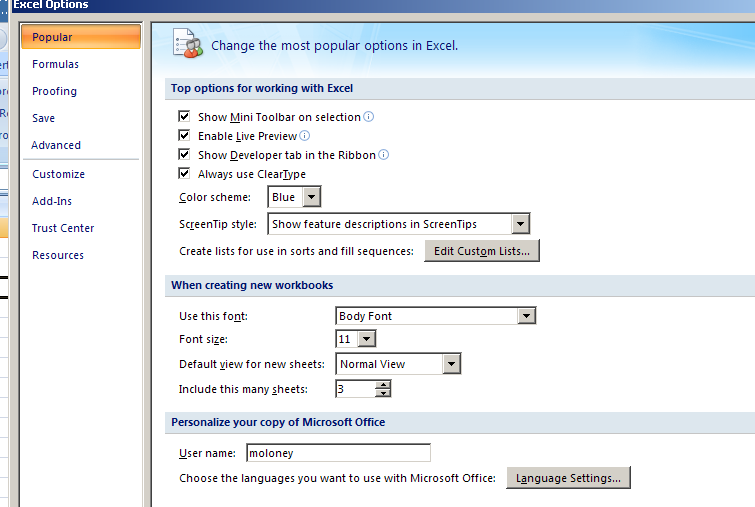 Excel Options
Popular
Formulas
Proofing
Save
Advanced
Customize
Add-Ins
Trust Center
Resources
Change the most popular options in Excel.
Top options for working with Excel
Show Mini Toolbar on selection
Enable Live Preview
Show Developer tab in the Ribbon
Always use ClearType
Color scheme: Blue
ScreenTip style: Show feature descriptions in ScreenTips
Create lists for use in sorts and fill sequences: Edit Custom Lists...
When creating new workbooks
Use this font: Body Font
Font size: 11
Default view for new sheets: Normal View
Include this many sheets: 3
Personalize your copy of Microsoft Office
User name: moloney
Choose the languages you want to use with Microsoft Office: Language Settings...